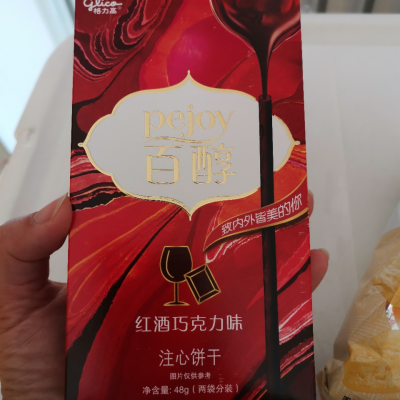 Glico
格力高
pejoy
百醇
致内外皆美的你
红酒巧克力味
注心饼干
图片仅供参考
净含量: 48g (两袋分装)